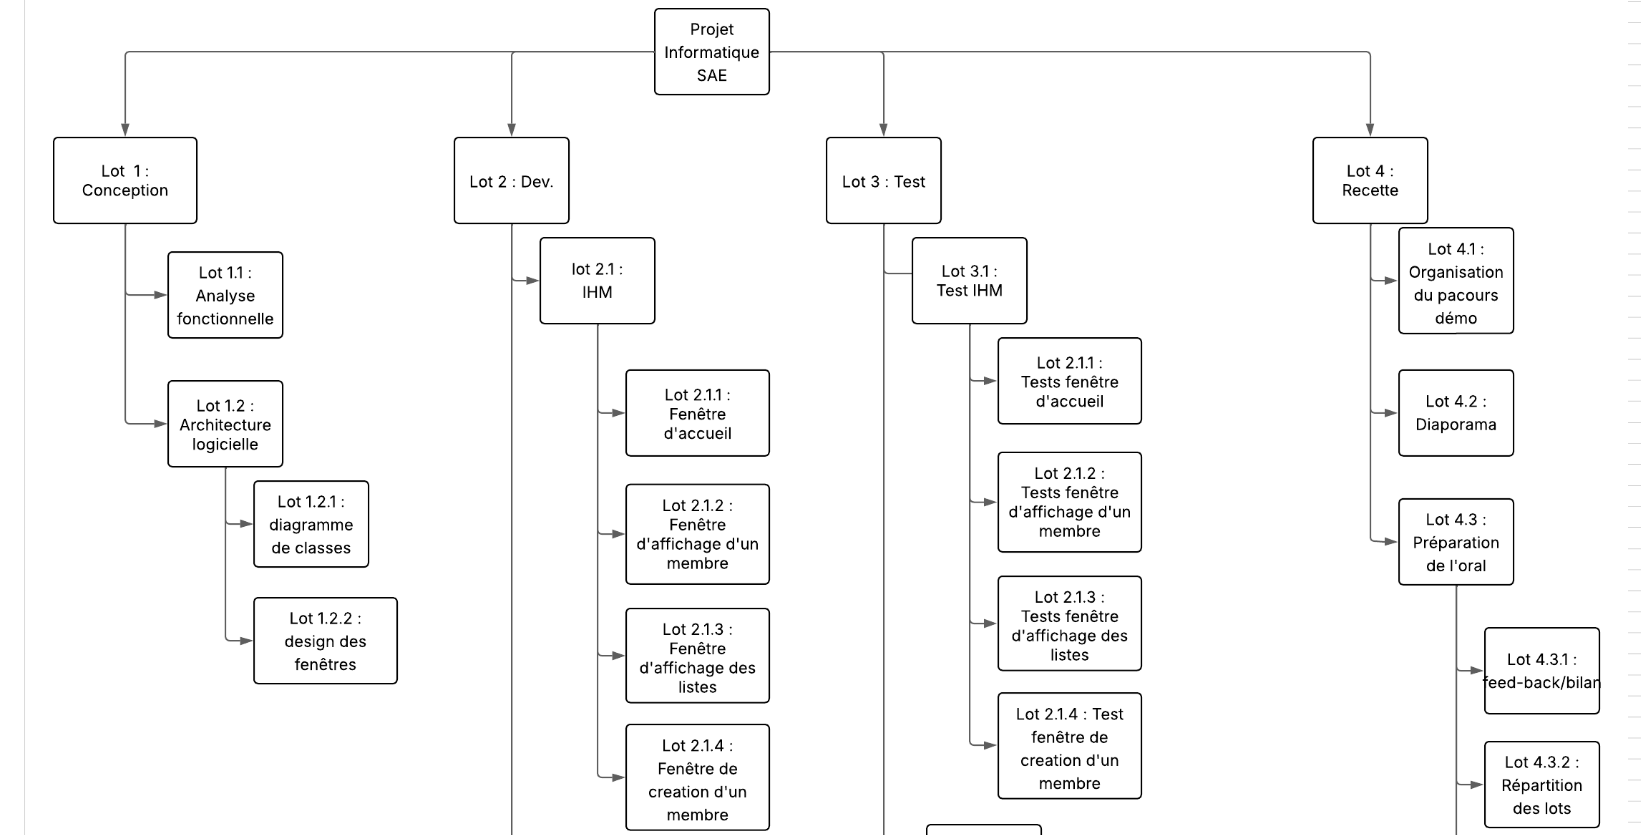 Projet
Informatique
SAE
Lot 1 :
Conception
Lot 1.1 :
Analyse
fonctionnelle
Lot 1.2 :
Architecture
logicielle
Lot 1.2.1 :
diagramme
de classes
Lot 1.2.2 :
design des
fenêtres
Lot 2 : Dev.
lot 2.1 :
IHM
Lot 2.1.1 :
Fenêtre
d'accueil
Lot 2.1.2 :
Fenêtre
d'affichage d'un
membre
Lot 2.1.3 :
Fenêtre
d'affichage des
listes
Lot 2.1.4 :
Fenêtre de
creation d'un
membre
Lot 3 : Test
Lot 3.1 :
Test IHM
Lot 2.1.1 :
Tests fenêtre
d'accueil
Lot 2.1.2 :
Tests fenêtre
d'affichage d'un
membre
Lot 2.1.3 :
Tests fenêtre
d'affichage des
listes
Lot 2.1.4 : Test
fenêtre de
creation d'un
membre
Lot 4 :
Recette
Lot 4.1 :
Organisation
du pacours
démo
Lot 4.2 :
Diaporama
Lot 4.3 :
Préparation
de l'oral
Lot 4.3.1 :
feed-back/bilan
Lot 4.3.2 :
Répartition
des lots